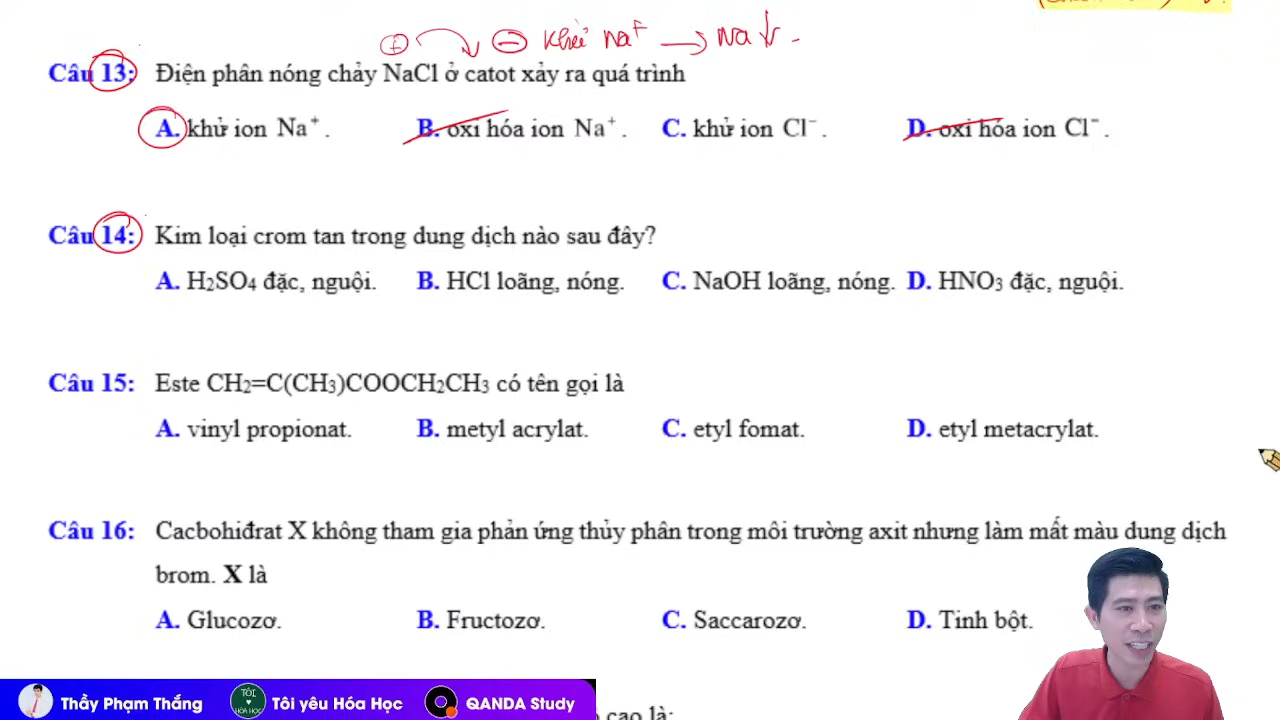 (+) (-) khử Na⁺ → Na↓.
Câu 13: Điện phân nóng chảy NaCl ở catot xảy ra quá trình
A. khử ion Na⁺. B. oxi hóa ion Na⁺. C. khử ion Cl⁻. D. oxi hóa ion Cl⁻.
Câu 14: Kim loại crom tan trong dung dịch nào sau đây?
A. H₂SO₄ đặc, nguội. B. HCl loãng, nóng. C. NaOH loãng, nóng. D. HNO₃ đặc, nguội.
Câu 15: Este CH₂=C(CH₃)COOCH₂CH₃ có tên gọi là
A. vinyl propionat. B. metyl acrylat. C. etyl fomat. D. etyl metacrylat.
Câu 16: Cacbohiđrat X không tham gia phản ứng thủy phân trong môi trường axit nhưng làm mất màu dung dịch
brom. X là
A. Glucozơ. B. Fructozơ. C. Saccarozơ. D. Tinh bột.
Thầy Phạm Thắng TÔI ♥ HÓA HỌC Tôi yêu Hóa Học QANDA Study
cao là: